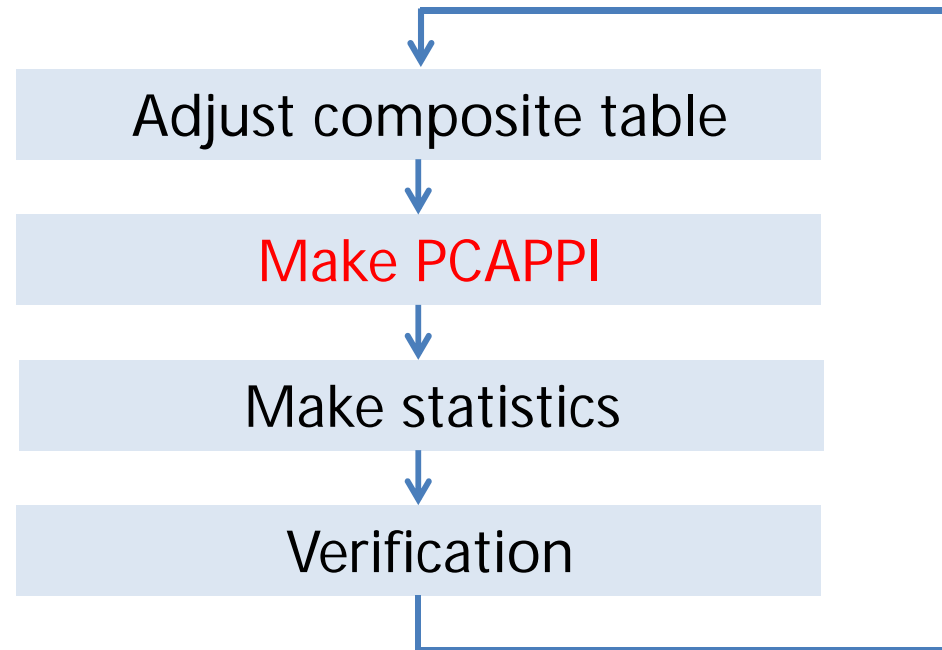 Adjust composite table
Make PCAPPI
Make statistics
Verification